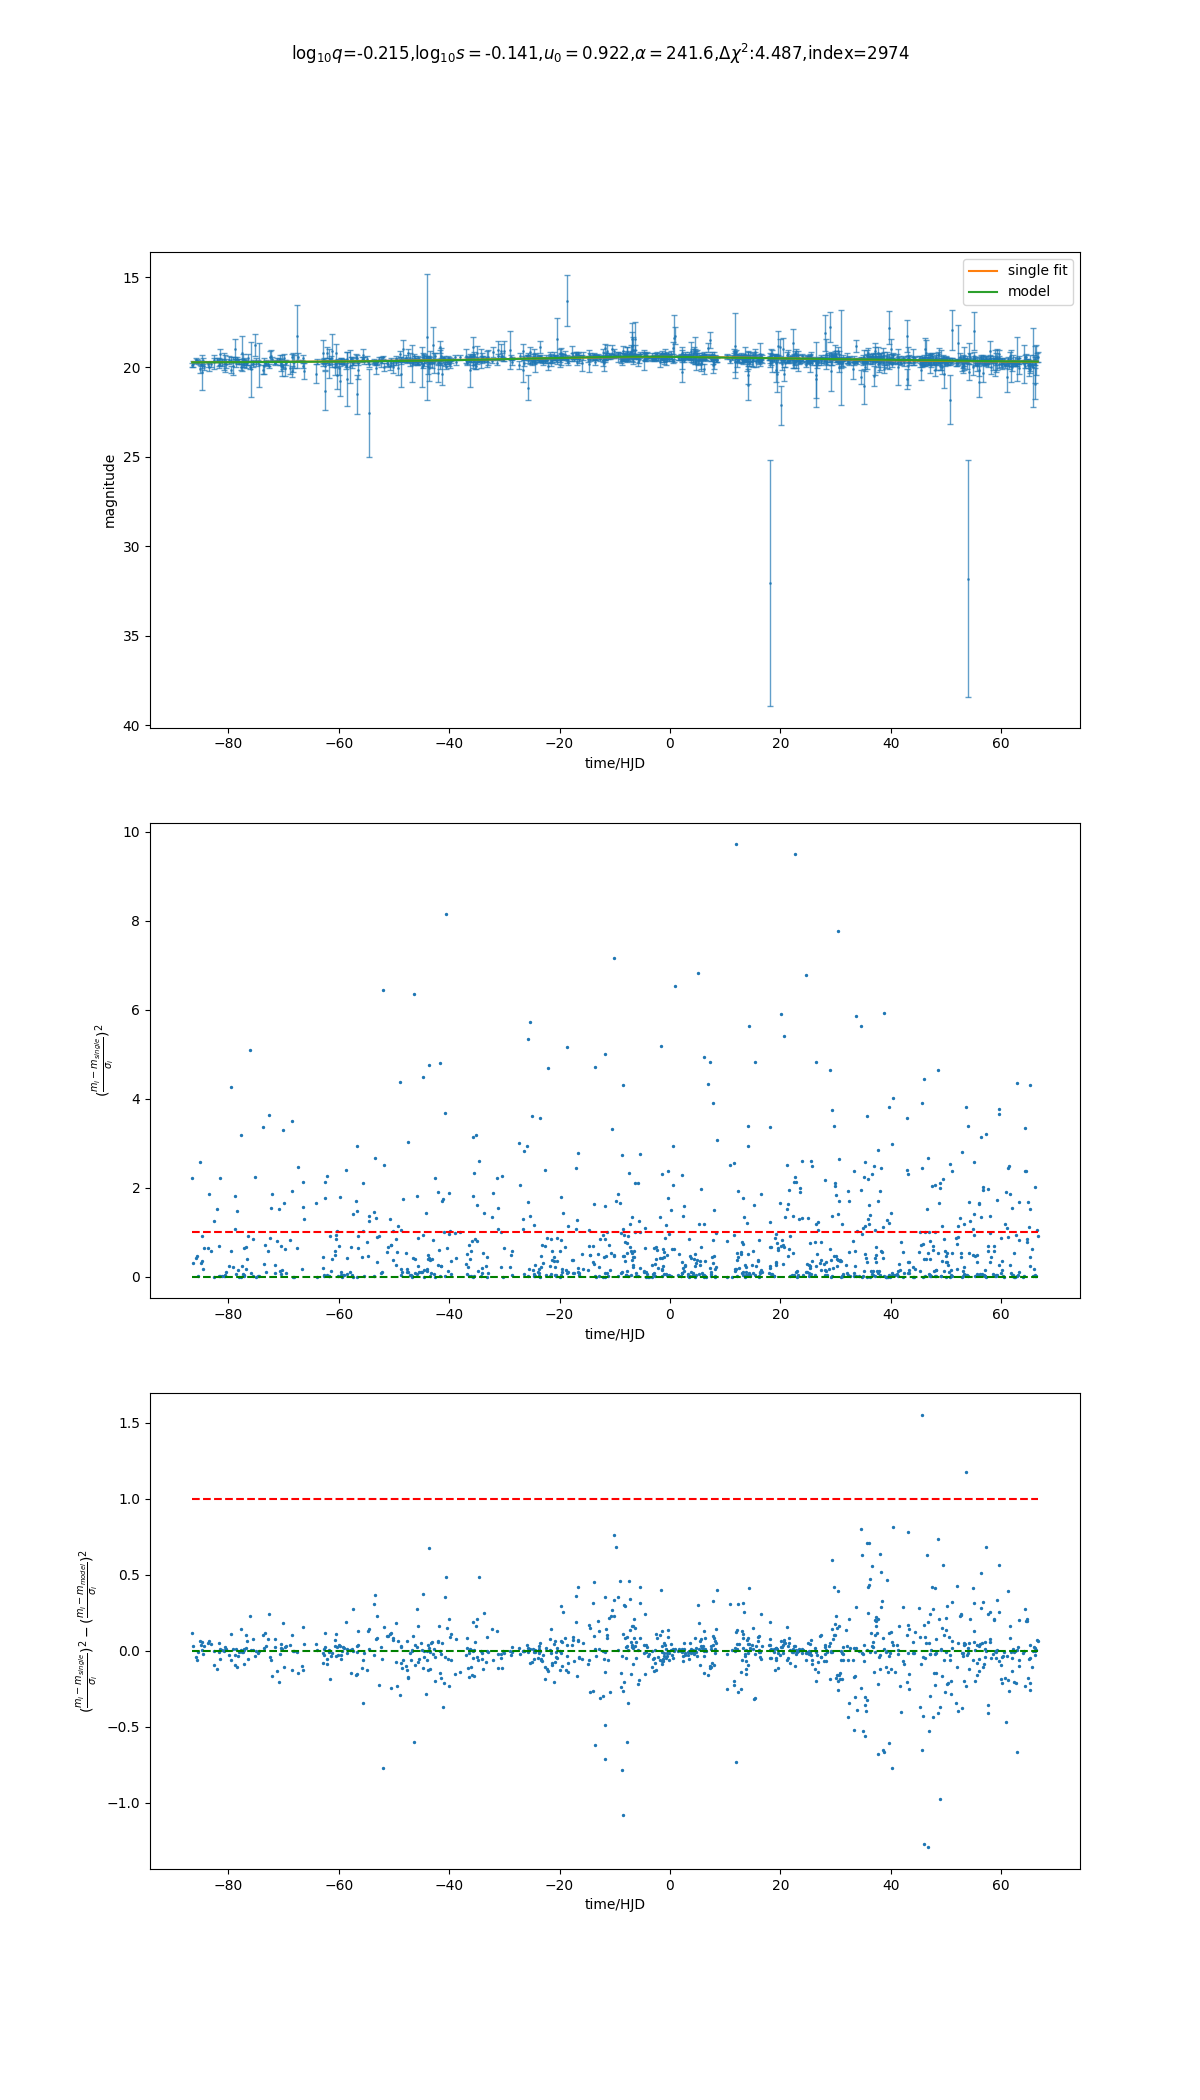 log₁₀q=-0.215,log₁₀s = -0.141,u₀ = 0.922,α = 241.6,Δχ²:4.487,index=2974
single fit
model
magnitude
15
20
25
30
35
40
−80 −60 −40 −20 0 20 40 60
time/HJD
((mᵢ − m_single)/σᵢ)²
10
8
6
4
2
0
−80 −60 −40 −20 0 20 40 60
time/HJD
((mᵢ − m_single)/σᵢ)² − ((mᵢ − m_model)/σᵢ)²
1.5
1.0
0.5
0.0
−0.5
−1.0
−80 −60 −40 −20 0 20 40 60
time/HJD